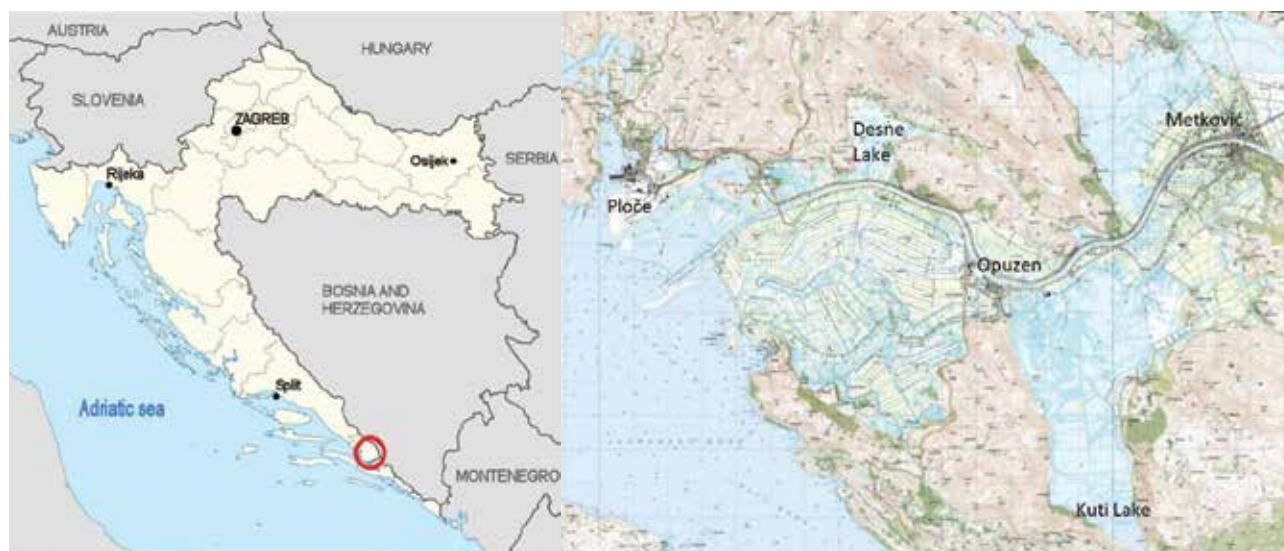 AUSTRIA
HUNGARY
SLOVENIA
ZAGREB
Osijek
SERBIA
Rijeka
BOSNIA AND
HERZEGOVINA
Split
Adriatic sea
MONTENEGRO
Metković
Desne
Lake
Ploče
Opuzen
Kuti Lake